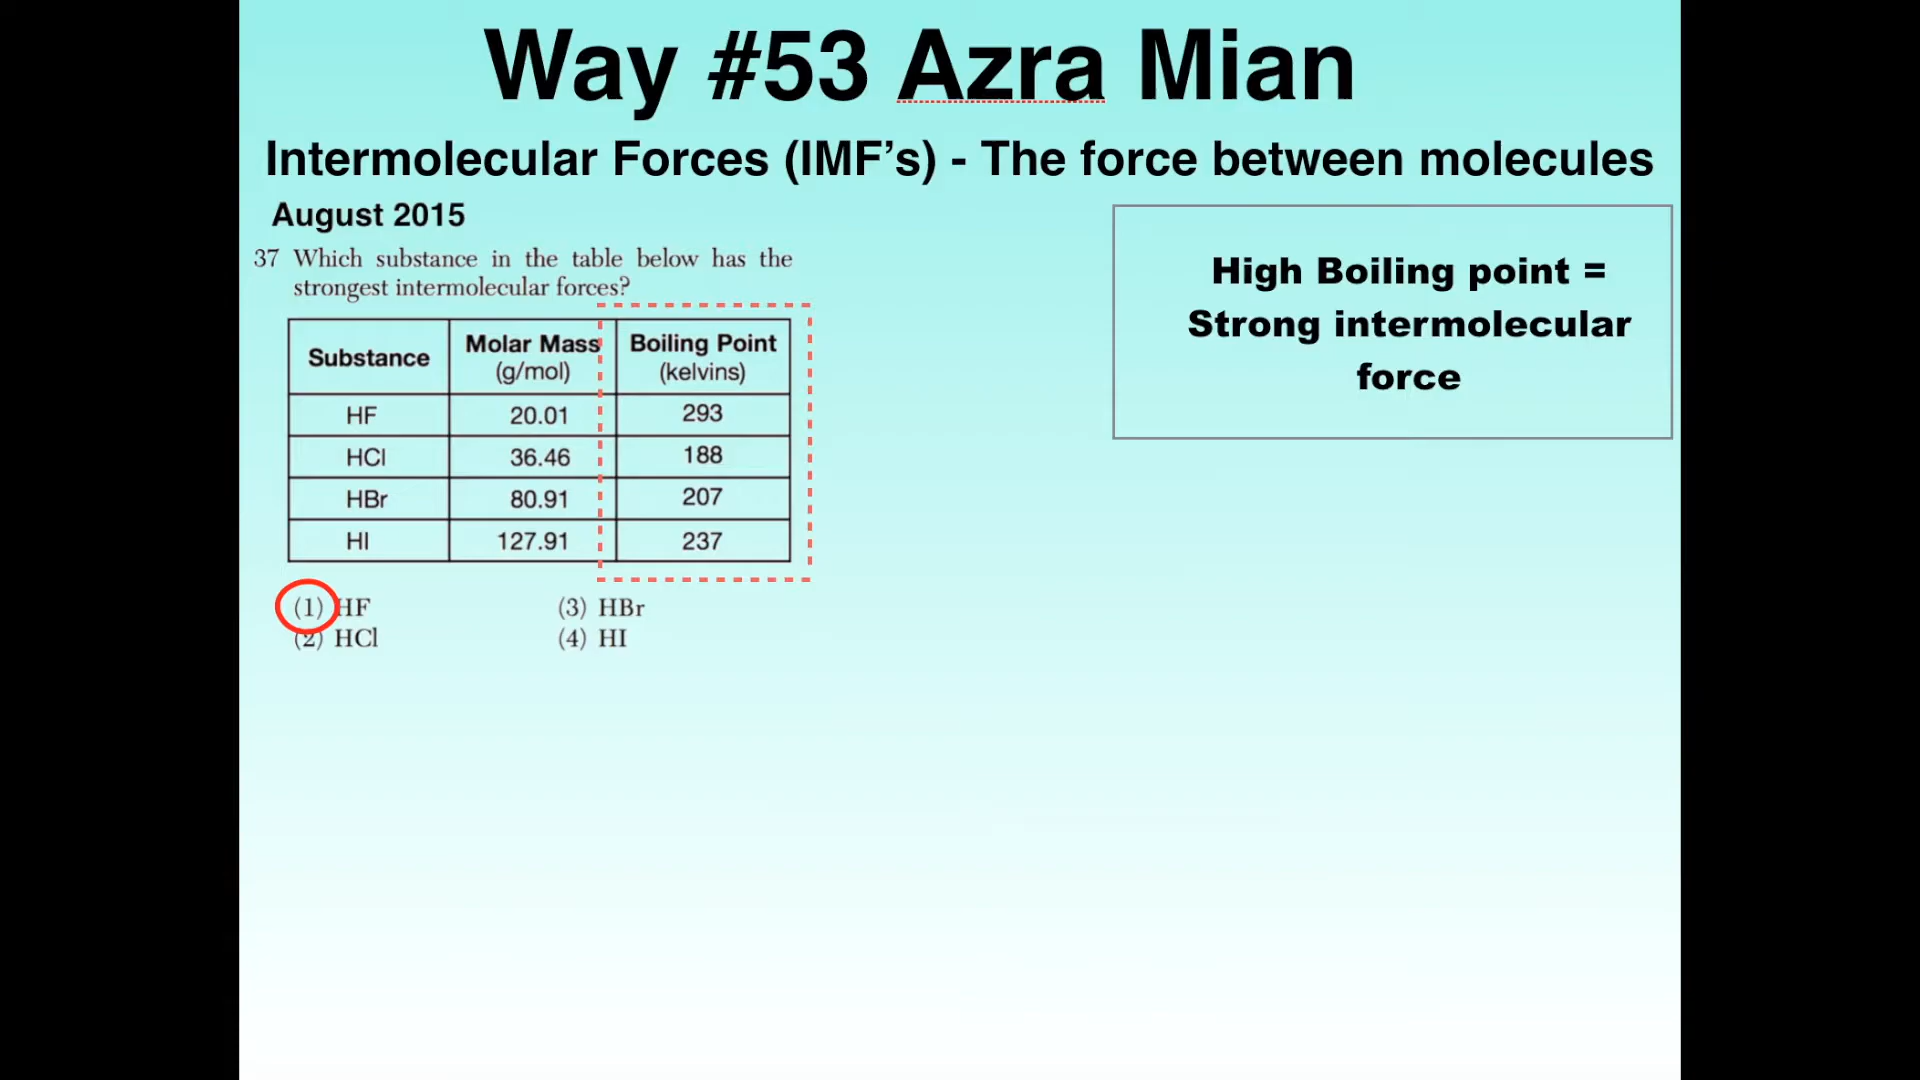 Way #53 Azra Mian
Intermolecular Forces (IMF’s) - The force between molecules
August 2015
37 Which substance in the table below has the
strongest intermolecular forces?
Substance Molar Mass (g/mol) Boiling Point (kelvins)
HF 20.01 293
HCl 36.46 188
HBr 80.91 207
HI 127.91 237
(1) HF (3) HBr
(2) HCl (4) HI
High Boiling point =
Strong intermolecular
force